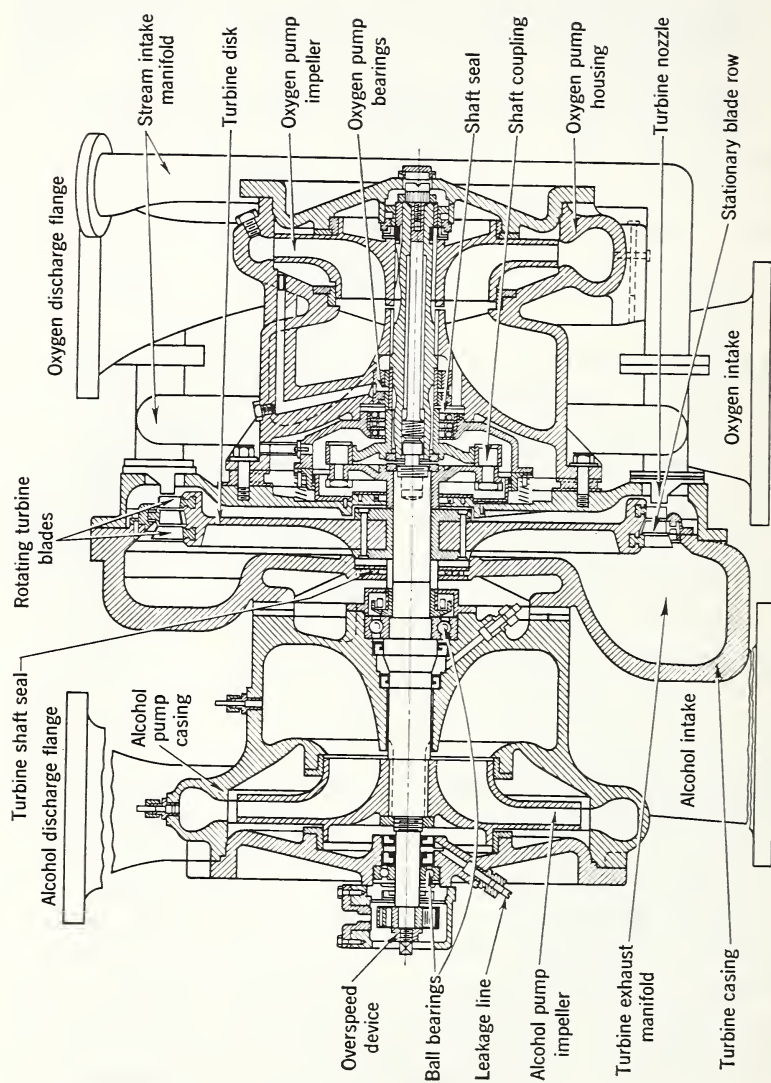 Stream intake
manifold
Turbine disk
Oxygen pump
impeller
Oxygen pump
bearings
Shaft seal
Shaft coupling
Oxygen pump
housing
Turbine nozzle
Stationary blade row
Oxygen discharge flange
Oxygen intake
Rotating turbine
blades
Turbine shaft seal
Alcohol discharge flange
Alcohol
pump
casing
Alcohol intake
Overspeed
device
Ball bearings
Leakage line
Alcohol pump
impeller
Turbine exhaust
manifold
Turbine casing